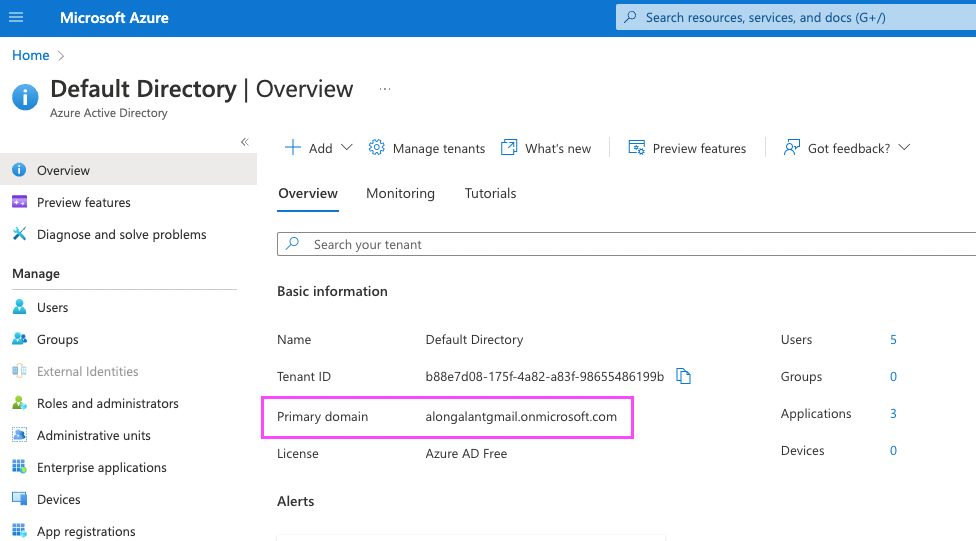 Microsoft Azure
Search resources, services, and docs (G+/)
Home
Default Directory | Overview ...
Azure Active Directory
Add
Manage tenants
What's new
Preview features
Got feedback?
Overview
Preview features
Diagnose and solve problems
Manage
Users
Groups
External Identities
Roles and administrators
Administrative units
Enterprise applications
Devices
App registrations
Overview Monitoring Tutorials
Search your tenant
Basic information
Name Default Directory Users 5
Tenant ID b88e7d08-175f-4a82-a83f-98655486199b Groups 0
Primary domain alongalantgmail.onmicrosoft.com Applications 3
License Azure AD Free Devices 0
Alerts